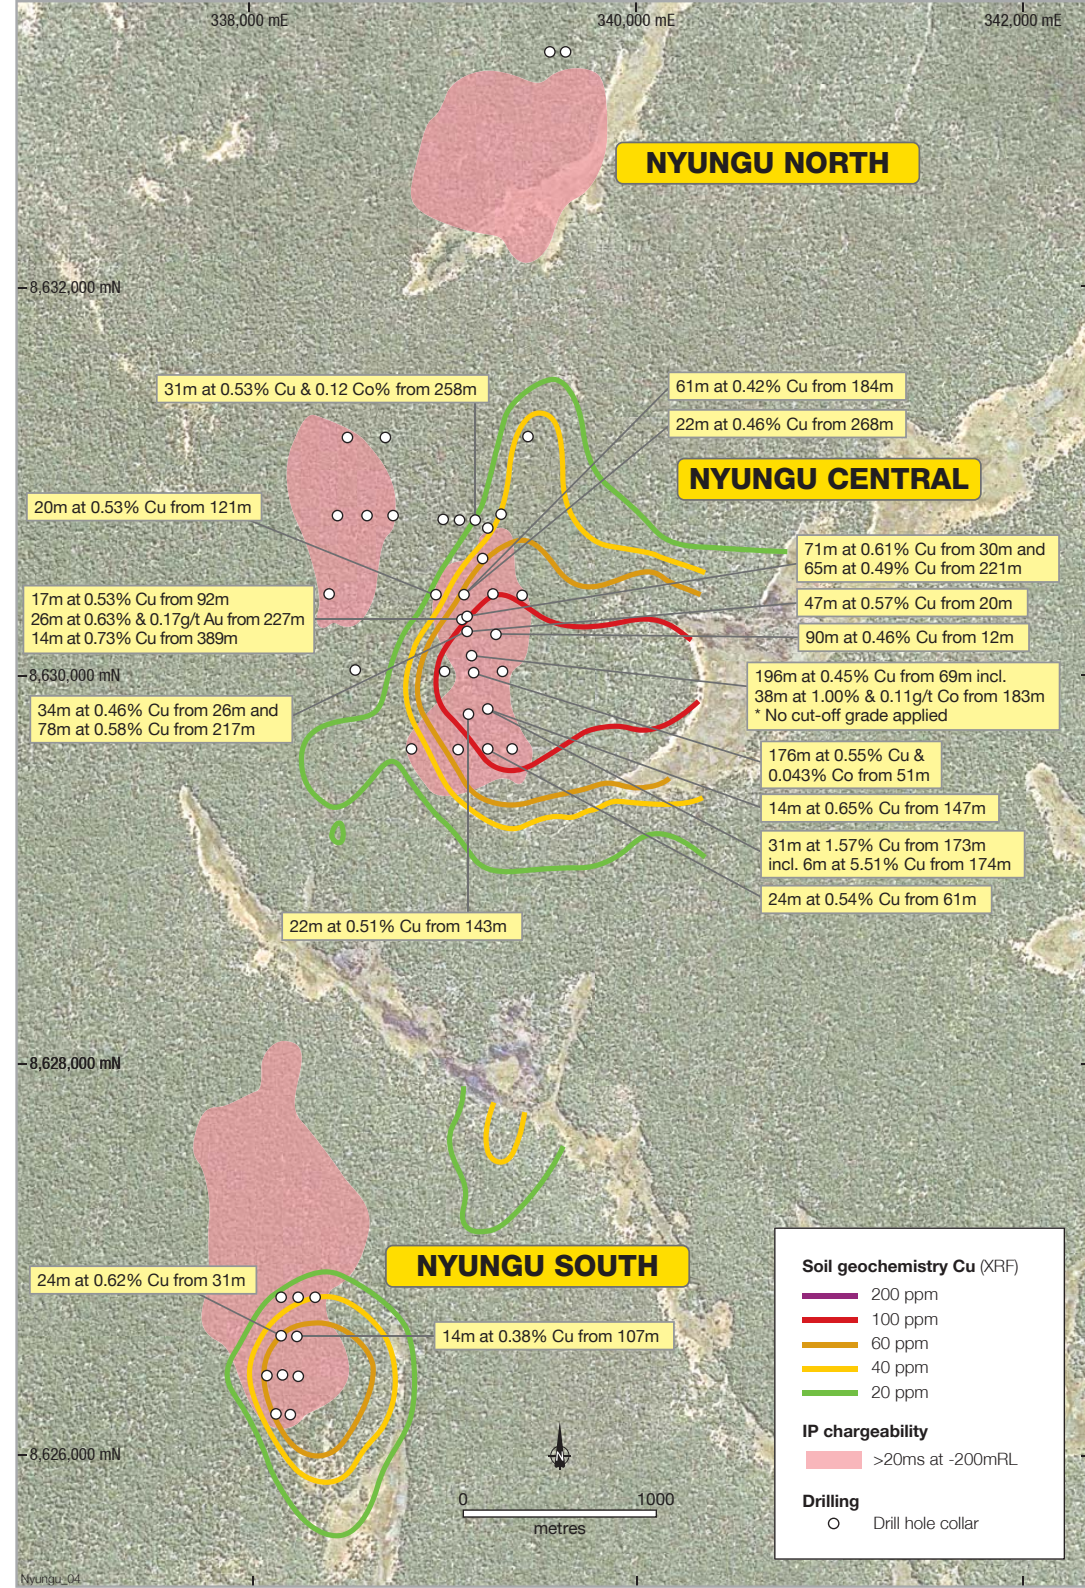 338,000 mE
340,000 mE
342,000 mE
NYUNGU NORTH
8,632,000 mN
31m at 0.53% Cu & 0.12 Co% from 258m
61m at 0.42% Cu from 184m
22m at 0.46% Cu from 268m
NYUNGU CENTRAL
20m at 0.53% Cu from 121m
71m at 0.61% Cu from 30m and
65m at 0.49% Cu from 221m
17m at 0.53% Cu from 92m
26m at 0.63% & 0.17g/t Au from 227m
14m at 0.73% Cu from 389m
47m at 0.57% Cu from 20m
90m at 0.46% Cu from 12m
8,630,000 mN
196m at 0.45% Cu from 69m incl.
38m at 1.00% & 0.11g/t Co from 183m
* No cut-off grade applied
34m at 0.46% Cu from 26m and
78m at 0.58% Cu from 217m
176m at 0.55% Cu &
0.043% Co from 51m
14m at 0.65% Cu from 147m
31m at 1.57% Cu from 173m
incl. 6m at 5.51% Cu from 174m
24m at 0.54% Cu from 61m
22m at 0.51% Cu from 143m
8,628,000 mN
NYUNGU SOUTH
24m at 0.62% Cu from 31m
14m at 0.38% Cu from 107m
8,626,000 mN
N
0 1000
metres
Soil geochemistry Cu (XRF)
200 ppm
100 ppm
60 ppm
40 ppm
20 ppm
IP chargeability
>20ms at -200mRL
Drilling
Drill hole collar
Nyungu_04